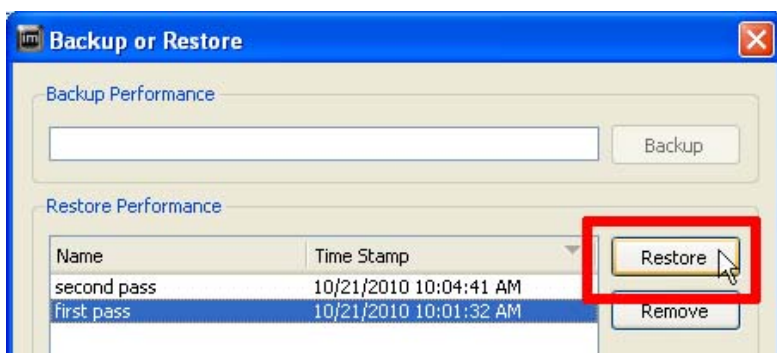 im Backup or Restore
Backup Performance
Backup
Restore Performance
Name Time Stamp Restore
second pass 10/21/2010 10:04:41 AM
first pass 10/21/2010 10:01:32 AM Remove